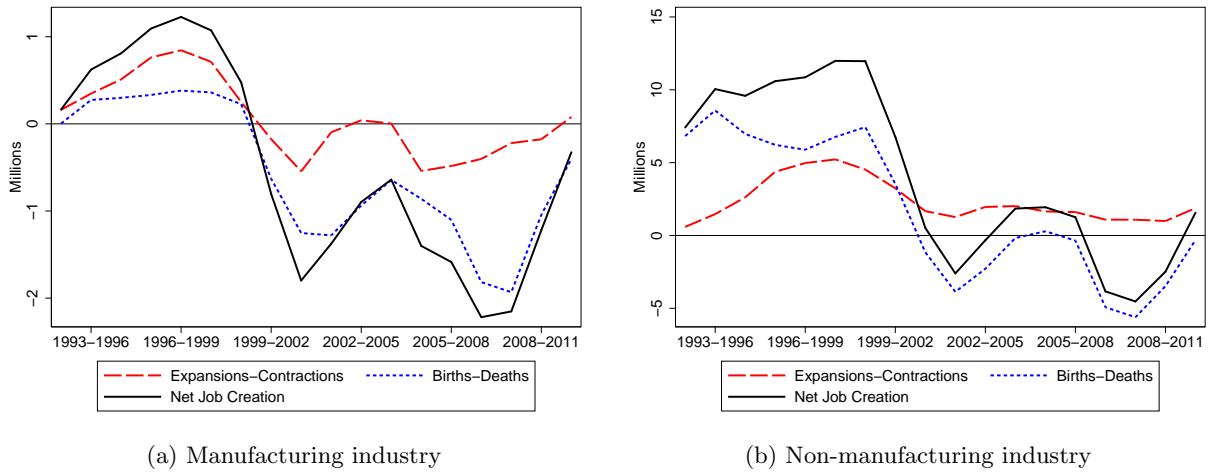 Millions
1
0
−1
−2
1993−1996 1996−1999 1999−2002 2002−2005 2005−2008 2008−2011
Expansions−Contractions Births−Deaths
Net Job Creation
(a) Manufacturing industry
Millions
15
10
5
0
−5
1993−1996 1996−1999 1999−2002 2002−2005 2005−2008 2008−2011
Expansions−Contractions Births−Deaths
Net Job Creation
(b) Non-manufacturing industry